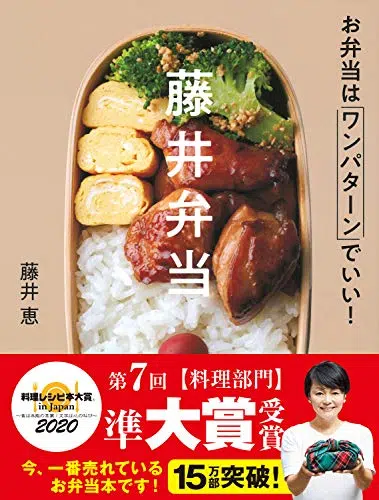 お弁当はワンパターンでいい！
藤井弁当
藤井 恵
料理レシピ本大賞
in Japan
2020
第7回【料理部門】
準大賞受賞
今、一番売れている
お弁当本です！
15万部突破！